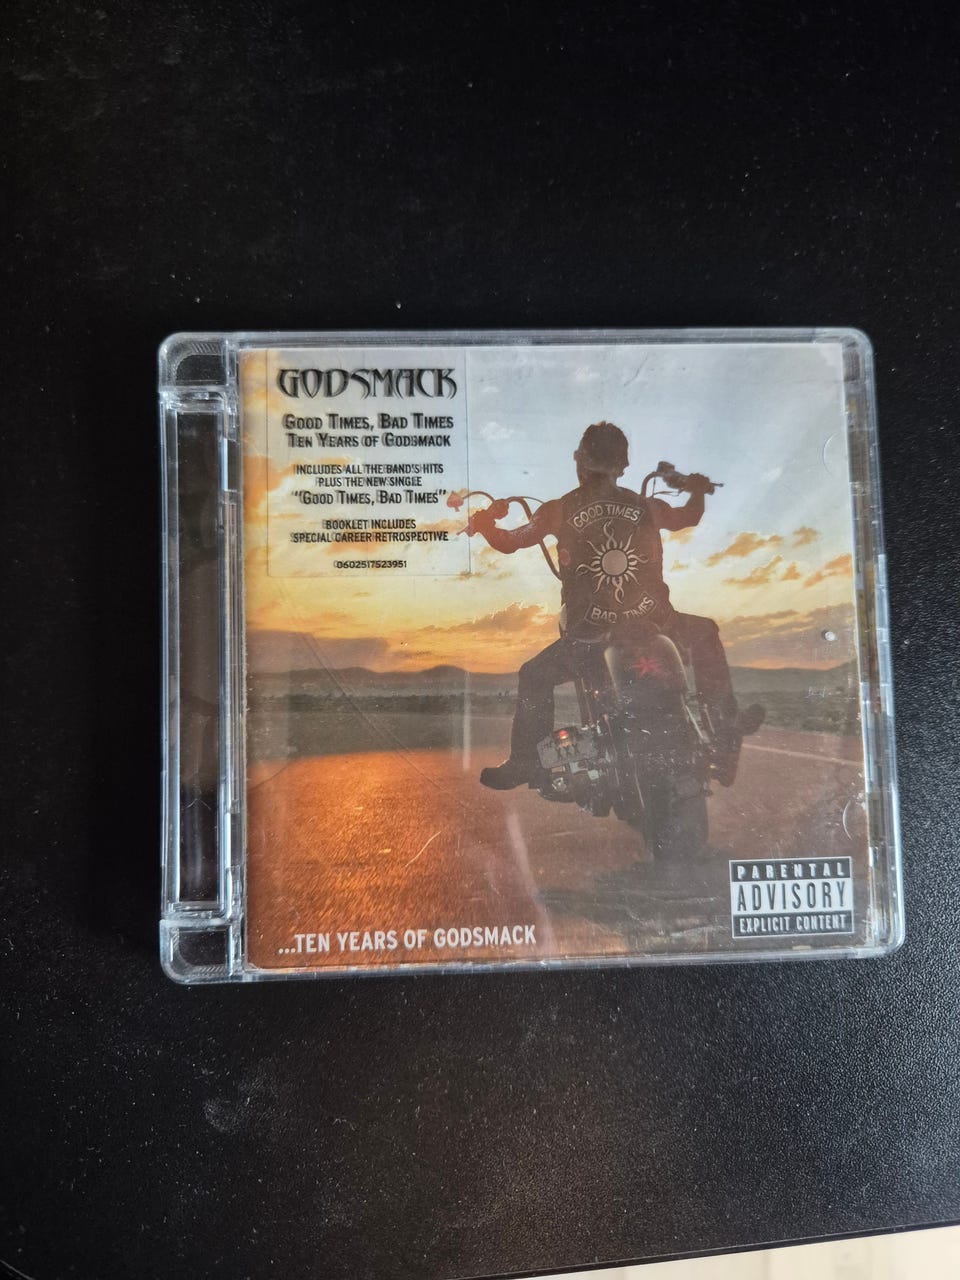 GODSMACK
GOOD TIMES, BAD TIMES
TEN YEARS OF GODSMACK
INCLUDES ALL THE BAND'S HITS
PLUS THE NEW SINGLE
"GOOD TIMES, BAD TIMES"
BOOKLET INCLUDES
SPECIAL CAREER RETROSPECTIVE
0602517523951
GOOD TIMES
BAD TIMES
XXX
...TEN YEARS OF GODSMACK
PARENTAL
ADVISORY
EXPLICIT CONTENT